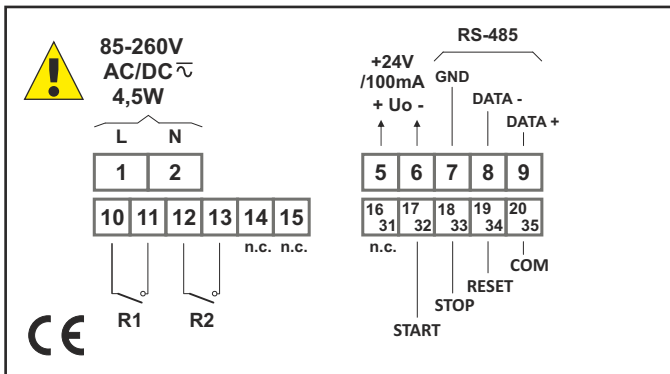 85-260V
AC/DC
4,5W
L N
1 2
10 11 12 13 14 15
n.c. n.c.
R1 R2
CE
RS-485
+24V
/100mA
GND
+ Uo -
DATA -
DATA +
5 6 7 8 9
16 17 18 19 20
31 32 33 34 35
n.c.
COM
RESET
STOP
START